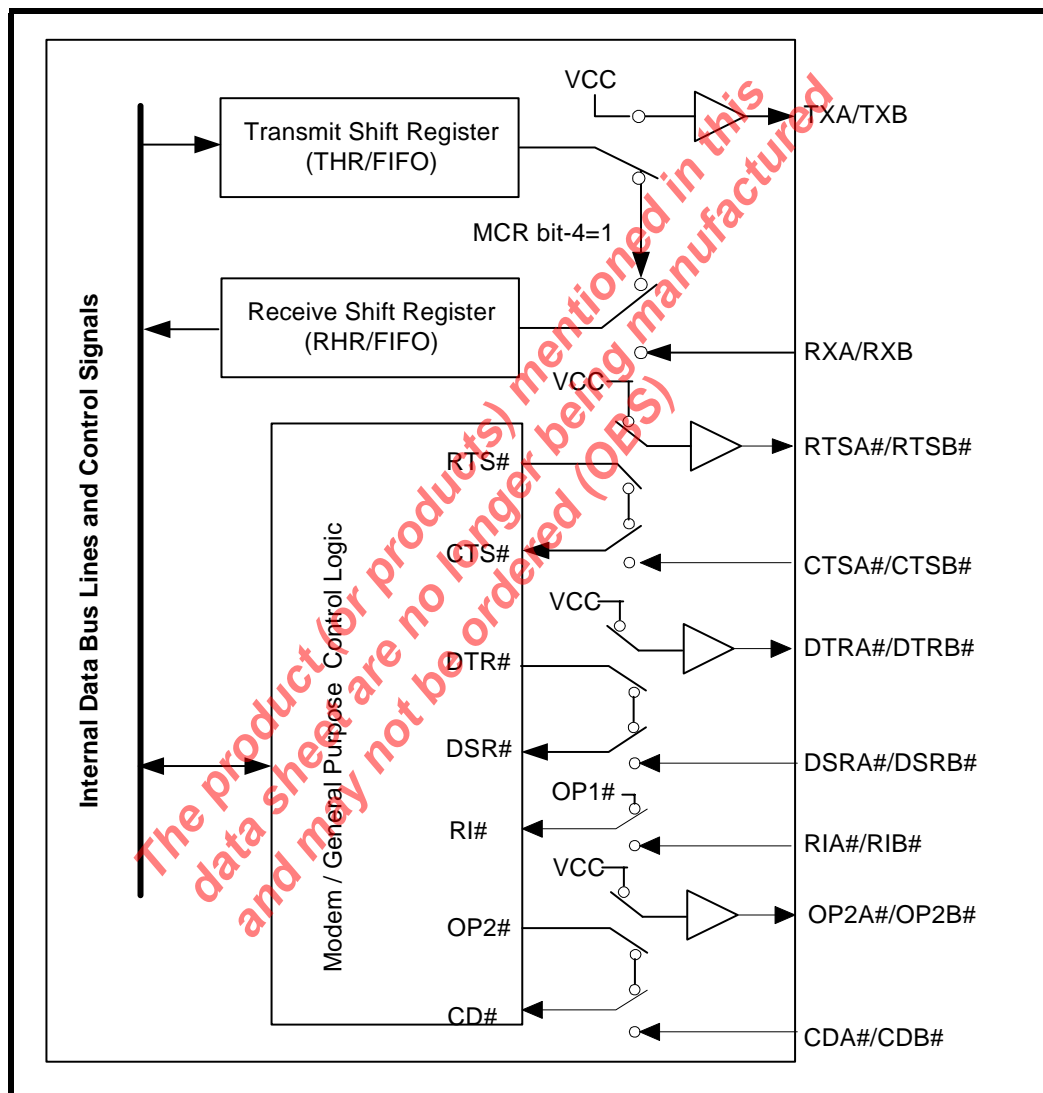 VCC
TXA/TXB
Transmit Shift Register
(THR/FIFO)
MCR bit-4=1
Receive Shift Register
(RHR/FIFO)
RXA/RXB
VCC
RTSA#/RTSB#
RTS#
CTS#
CTSA#/CTSB#
VCC
DTRA#/DTRB#
DTR#
DSR#
DSRA#/DSRB#
OP1#
RI#
RIA#/RIB#
VCC
OP2A#/OP2B#
OP2#
CD#
CDA#/CDB#
Internal Data Bus Lines and Control Signals
Modem / General Purpose Control Logic
The product (or products) mentioned in this
data sheet are no longer being manufactured
and may not be ordered (OBS)